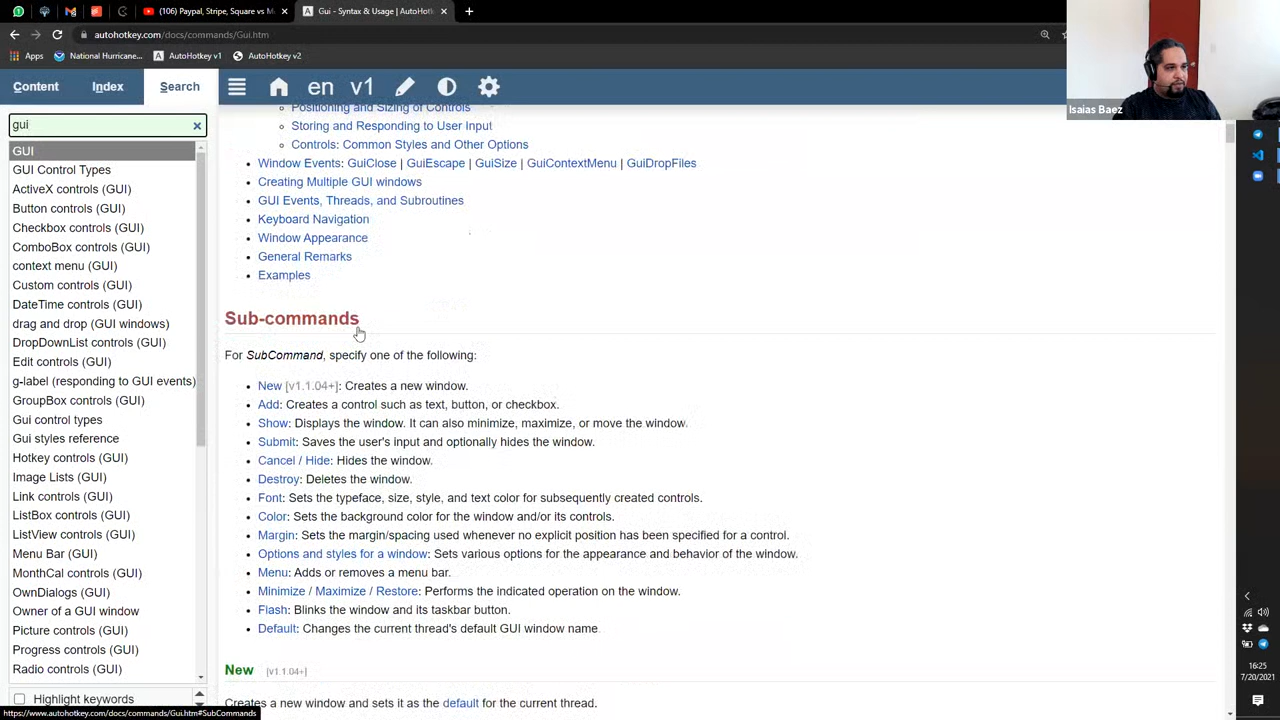 (106) Paypal, Stripe, Square vs M
Gui - Syntax & Usage | AutoHot
autohotkey.com/docs/commands/Gui.htm
Apps
National Hurricane...
AutoHotkey v1
AutoHotkey v2
Content
Index
Search
en
v1
gui
GUI
GUI Control Types
ActiveX controls (GUI)
Button controls (GUI)
Checkbox controls (GUI)
ComboBox controls (GUI)
context menu (GUI)
Custom controls (GUI)
DateTime controls (GUI)
drag and drop (GUI windows)
DropDownList controls (GUI)
Edit controls (GUI)
g-label (responding to GUI events)
GroupBox controls (GUI)
Gui control types
Gui styles reference
Hotkey controls (GUI)
Image Lists (GUI)
Link controls (GUI)
ListBox controls (GUI)
ListView controls (GUI)
Menu Bar (GUI)
MonthCal controls (GUI)
OwnDialogs (GUI)
Owner of a GUI window
Picture controls (GUI)
Progress controls (GUI)
Radio controls (GUI)
Highlight keywords
https://www.autohotkey.com/docs/commands/Gui.htm#SubCommands
Positioning and Sizing of Controls
Storing and Responding to User Input
Controls: Common Styles and Other Options
Window Events: GuiClose | GuiEscape | GuiSize | GuiContextMenu | GuiDropFiles
Creating Multiple GUI windows
GUI Events, Threads, and Subroutines
Keyboard Navigation
Window Appearance
General Remarks
Examples
Sub-commands
For SubCommand, specify one of the following:
New [v1.1.04+]: Creates a new window.
Add: Creates a control such as text, button, or checkbox.
Show: Displays the window. It can also minimize, maximize, or move the window.
Submit: Saves the user's input and optionally hides the window.
Cancel / Hide: Hides the window.
Destroy: Deletes the window.
Font: Sets the typeface, size, style, and text color for subsequently created controls.
Color: Sets the background color for the window and/or its controls.
Margin: Sets the margin/spacing used whenever no explicit position has been specified for a control.
Options and styles for a window: Sets various options for the appearance and behavior of the window.
Menu: Adds or removes a menu bar.
Minimize / Maximize / Restore: Performs the indicated operation on the window.
Flash: Blinks the window and its taskbar button.
Default: Changes the current thread's default GUI window name
New [v1.1.04+]
Creates a new window and sets it as the default for the current thread.
Isaias Baez
16:25
7/20/2021